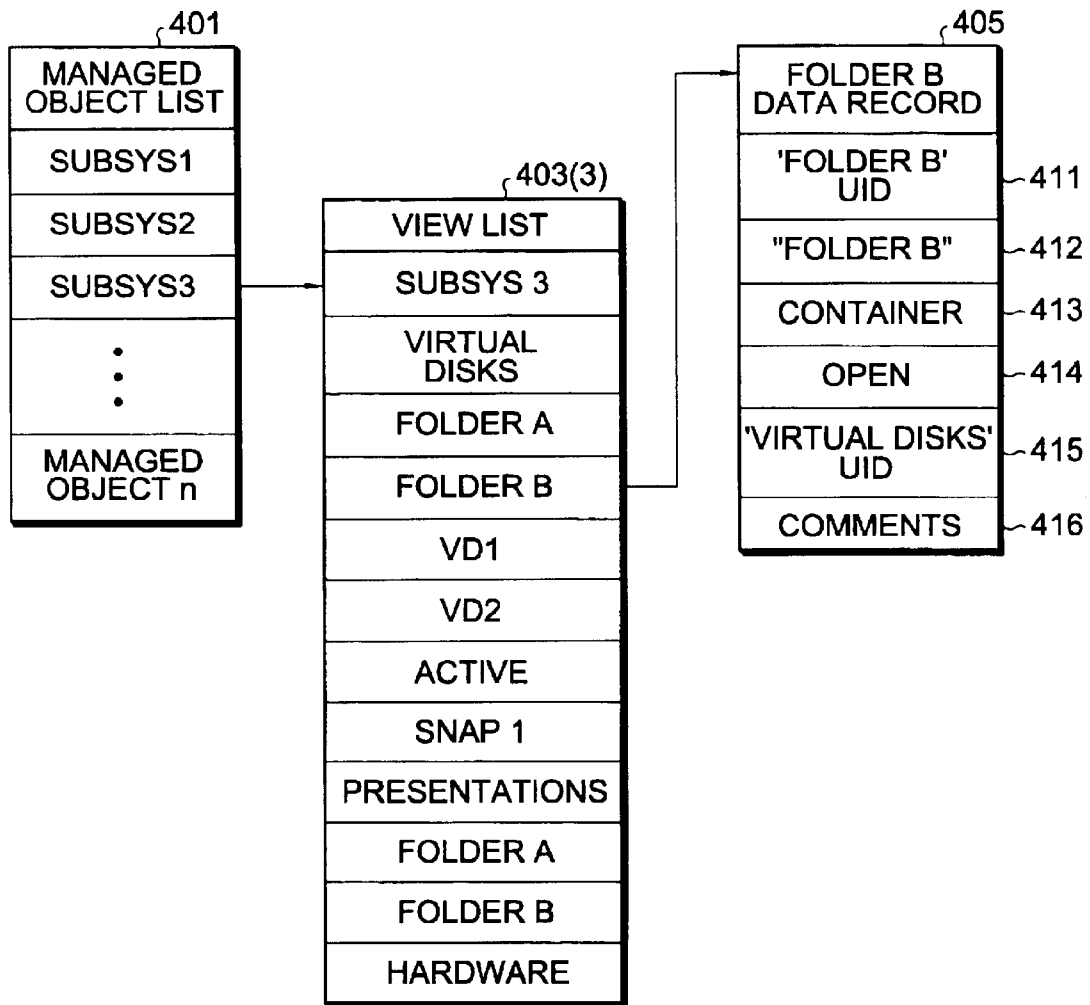 401
MANAGED
OBJECT LIST
SUBSYS1
SUBSYS2
SUBSYS3
MANAGED
OBJECT n
403(3)
VIEW LIST
SUBSYS 3
VIRTUAL
DISKS
FOLDER A
FOLDER B
VD1
VD2
ACTIVE
SNAP 1
PRESENTATIONS
FOLDER A
FOLDER B
HARDWARE
405
FOLDER B
DATA RECORD
'FOLDER B'
UID
411
"FOLDER B"
412
CONTAINER
413
OPEN
414
'VIRTUAL DISKS'
UID
415
COMMENTS
416